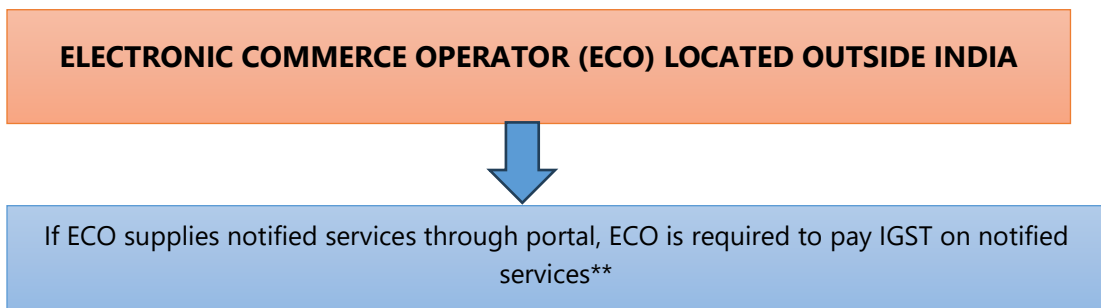 ELECTRONIC COMMERCE OPERATOR (ECO) LOCATED OUTSIDE INDIA
If ECO supplies notified services through portal, ECO is required to pay IGST on notified
services**